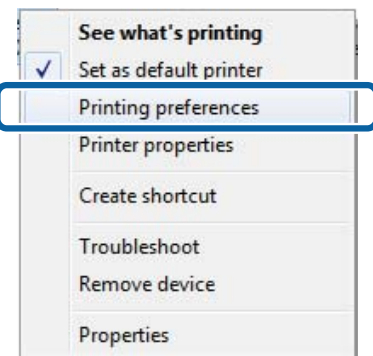 See what's printing
Set as default printer
Printing preferences
Printer properties
Create shortcut
Troubleshoot
Remove device
Properties